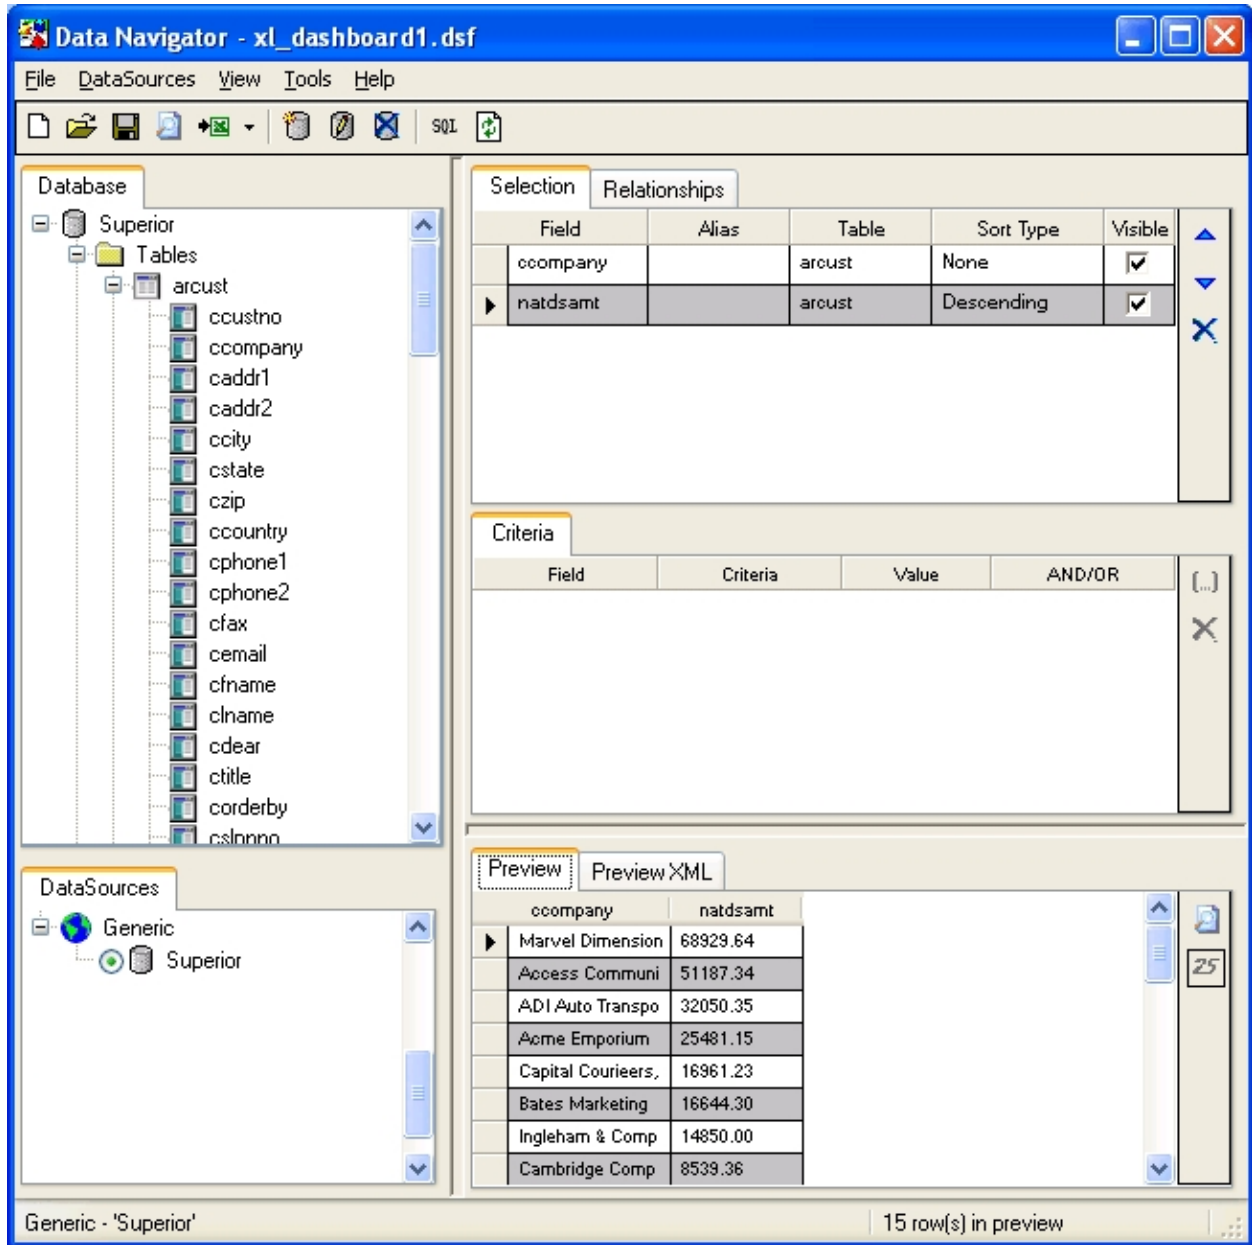 Data Navigator - xl_dashboard1.dsf
File DataSources View Tools Help
SQL
Database
Superior
Tables
arcust
ccustno
ccompany
caddr1
caddr2
ccity
cstate
czip
ccountry
cphone1
cphone2
cfax
cemail
cfname
clname
cdear
ctitle
corderby
DataSources
Generic
Superior
Selection Relationships
Field Alias Table Sort Type Visible
ccompany arcust None
natdsamt arcust Descending
Criteria
Field Criteria Value AND/OR
(...)
Preview Preview XML
ccompany natdsamt
Marvel Dimension 68929.64
Access Communi 51187.34
ADI Auto Transpo 32050.35
Acme Emporium 25481.15
Capital Courieers, 16961.23
Bates Marketing 16644.30
Ingleham & Comp 14850.00
Cambridge Comp 8539.36
25
Generic - 'Superior' 15 row(s) in preview